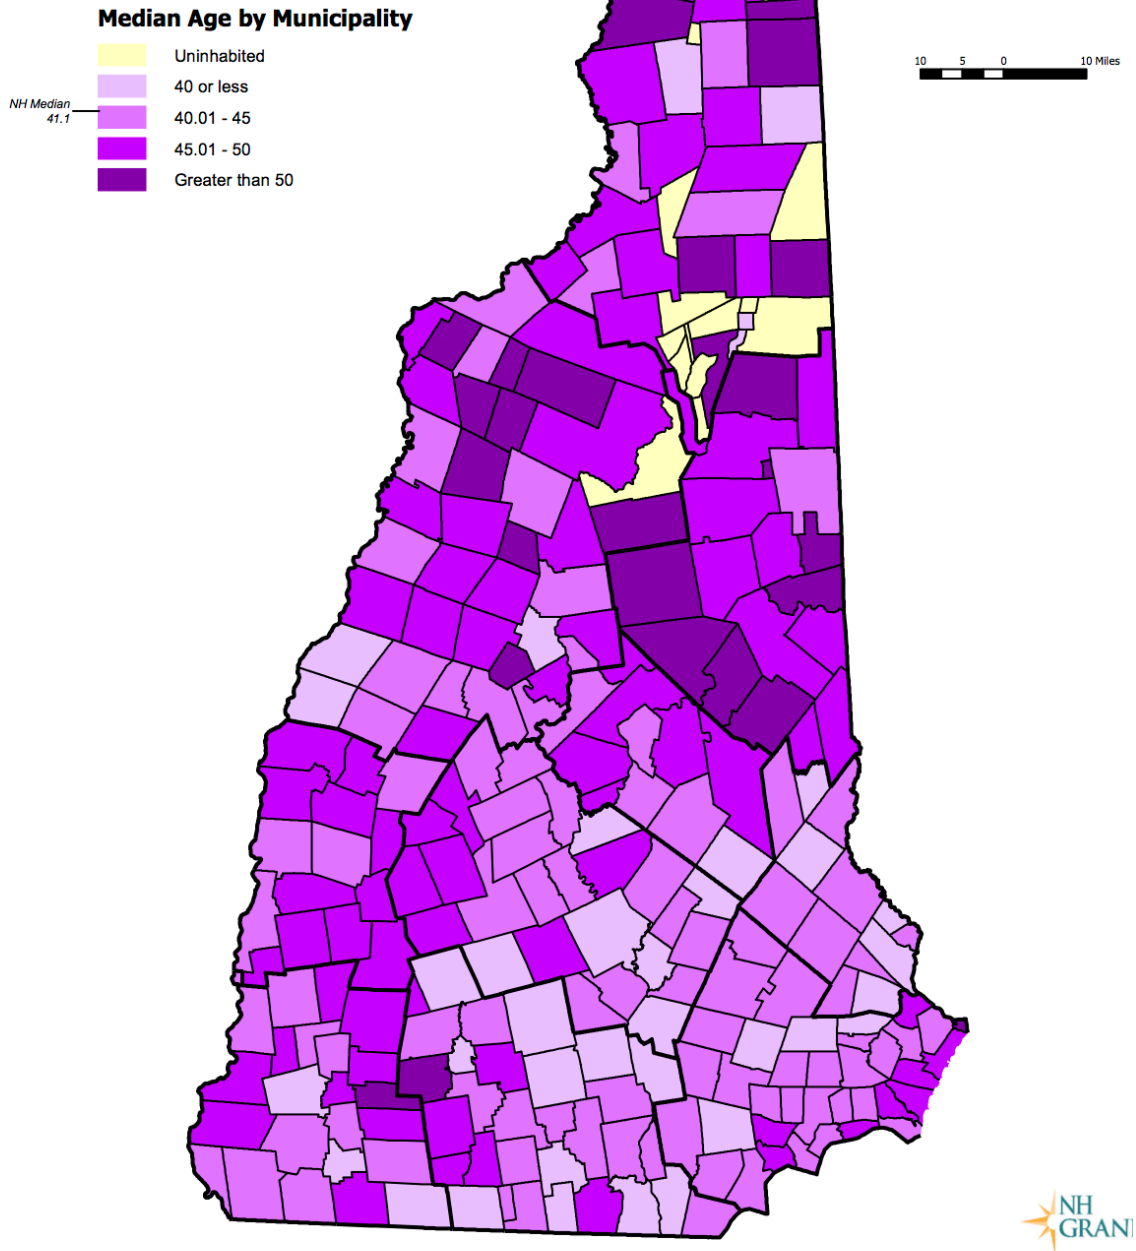 Median Age by Municipality
Uninhabited
40 or less
NH Median
41.1
40.01 - 45
45.01 - 50
Greater than 50
10 5 0 10 Miles
NH
GRAN